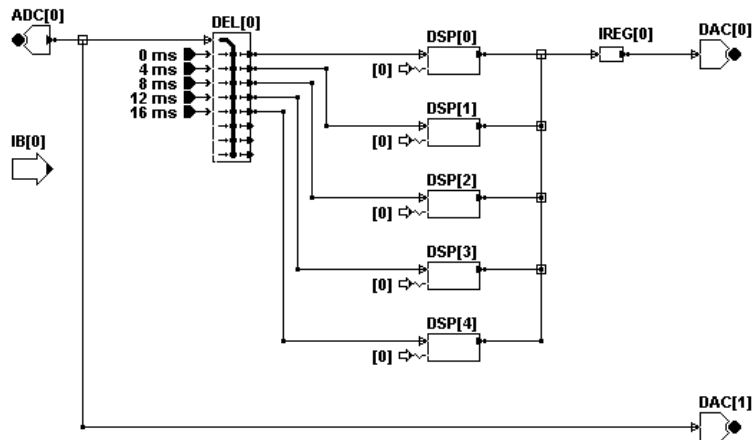 ADC[0]
DEL[0]
DSP[0]
IREG[0]
DAC[0]
0 ms
4 ms
8 ms
12 ms
16 ms
[0]
DSP[1]
[0]
IB[0]
DSP[2]
[0]
DSP[3]
[0]
DSP[4]
[0]
DAC[1]